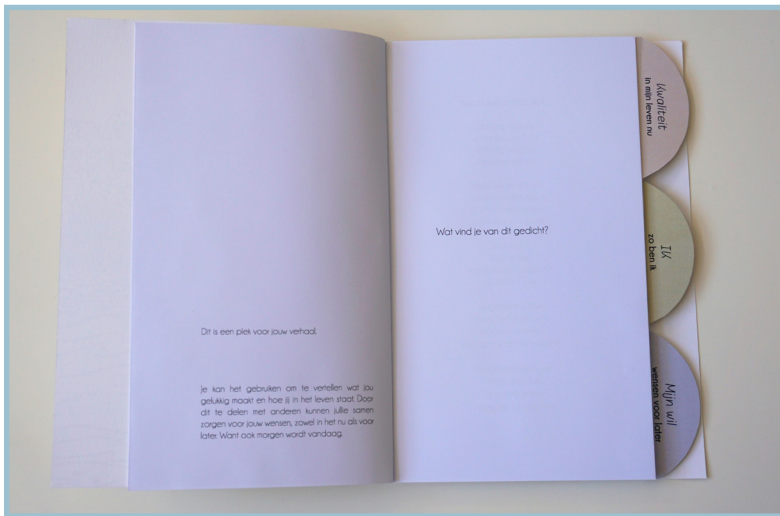 Dit is een plek voor jouw verhaal.
Je kan het gebruiken om te vertellen wat jou
gelukkig maakt en hoe jij in het leven staat. Door
dit te delen met anderen kunnen jullie samen
zorgen voor jouw wensen, zowel in het nu als voor
later. Want ook morgen wordt vandaag.
Wat vind je van dit gedicht?
Kwaliteit
in mijn leven nu
Ik
zo ben ik
Mijn wil
wensen voor later